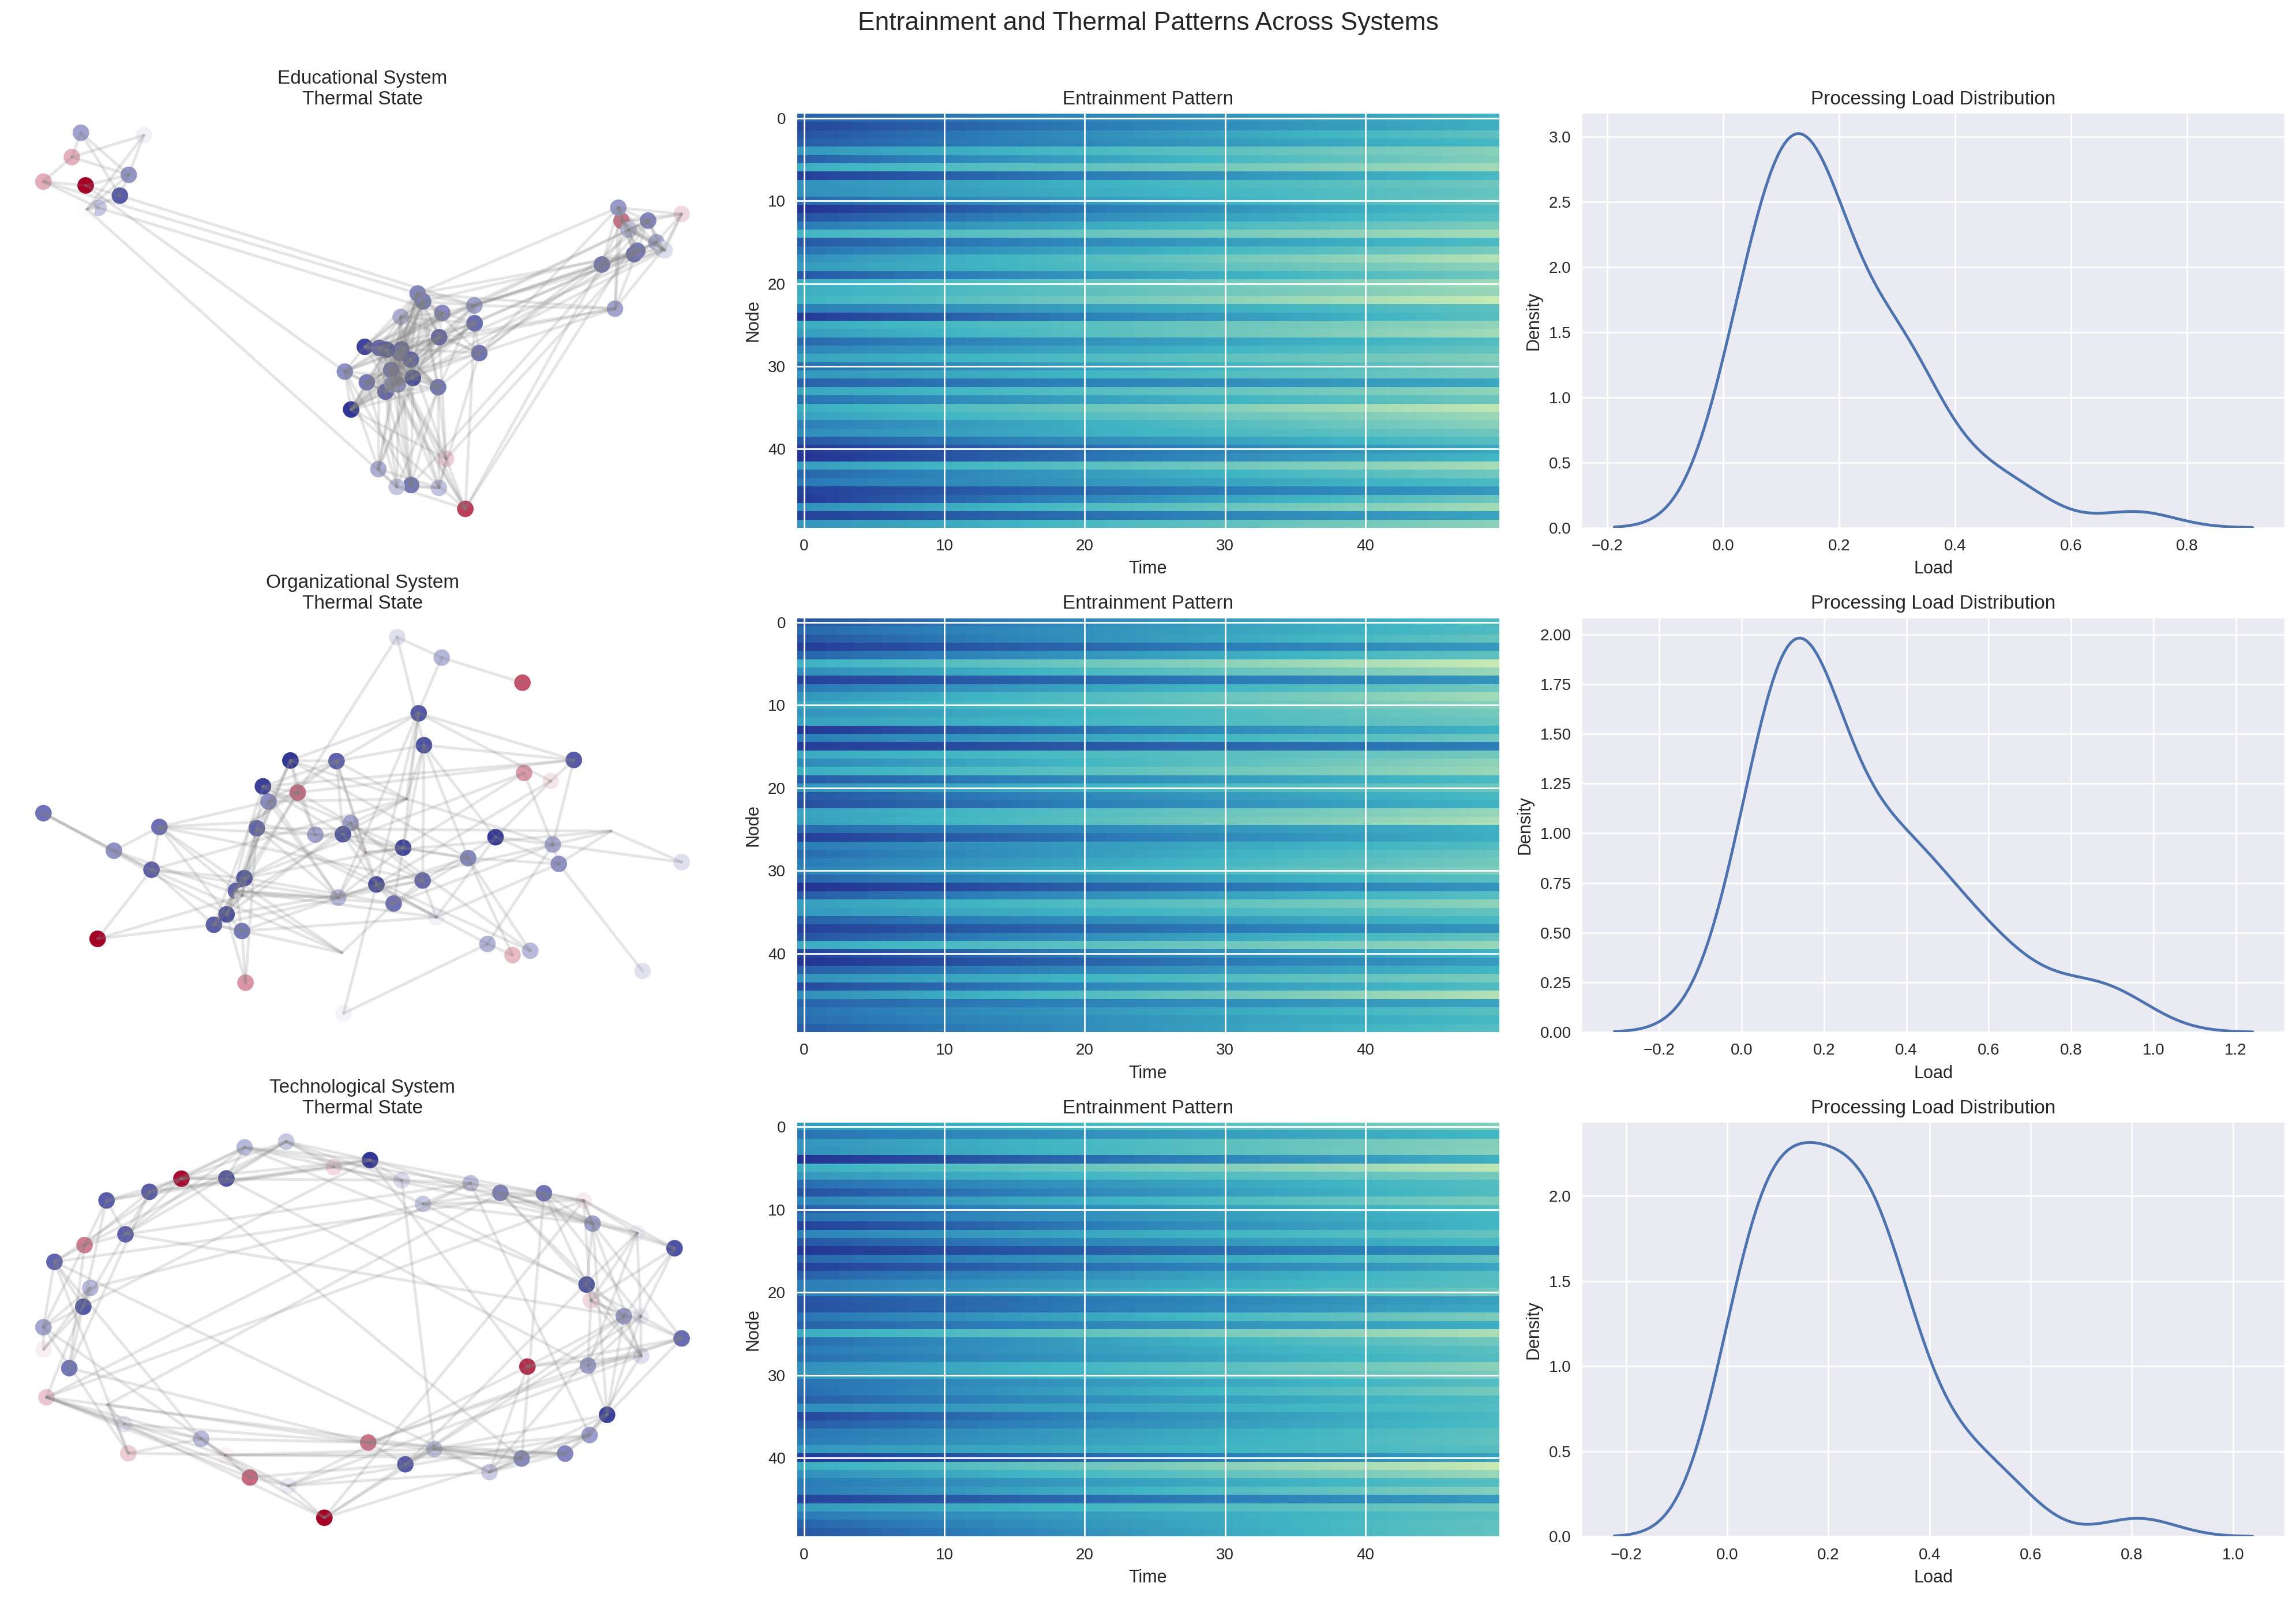 Entrainment and Thermal Patterns Across Systems
Educational System
Thermal State
Entrainment Pattern
0
10
20
30
40
Node
0
10
20
30
40
Time
Processing Load Distribution
3.0
2.5
2.0
1.5
1.0
0.5
0.0
Density
−0.2
0.0
0.2
0.4
0.6
0.8
Load
Organizational System
Thermal State
Entrainment Pattern
0
10
20
30
40
Node
0
10
20
30
40
Time
Processing Load Distribution
2.00
1.75
1.50
1.25
1.00
0.75
0.50
0.25
0.00
Density
−0.2
0.0
0.2
0.4
0.6
0.8
1.0
1.2
Load
Technological System
Thermal State
Entrainment Pattern
0
10
20
30
40
Node
0
10
20
30
40
Time
Processing Load Distribution
2.0
1.5
1.0
0.5
0.0
Density
−0.2
0.0
0.2
0.4
0.6
0.8
1.0
Load